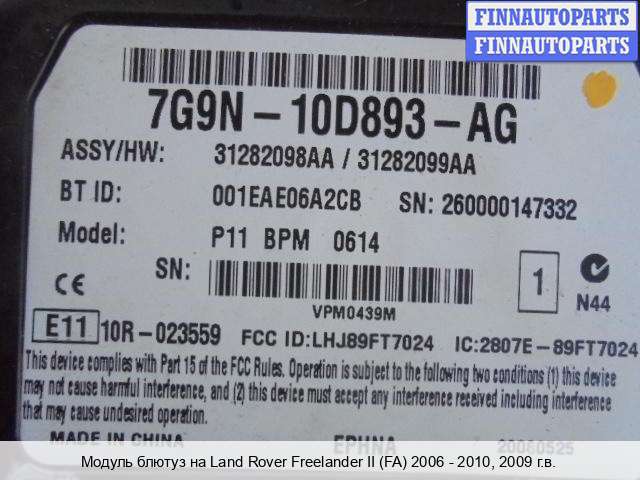 FINNAUTOPARTS
FINNAUTOPARTS
7G9N-10D893-AG
ASSY/HW: 31282098AA / 31282099AA
BT ID: 001EAE06A2CB SN: 260000147332
Model: P11 BPM 0614
SN:
VPM0439M
1
N44
CE
E11 10R-023559 FCC ID:LHJ89FT7024 IC:2807E-89FT7024
This device complies with Part 15 of the FCC Rules. Operation is subject to the following two conditions (1) this device
may not cause harmful interference, and (2) this device must accept any interference received including interference
that may cause undesired operation.
MADE IN CHINA EPHNA 20080525
Модуль блютуз на Land Rover Freelander II (FA) 2006 - 2010, 2009 г.в.